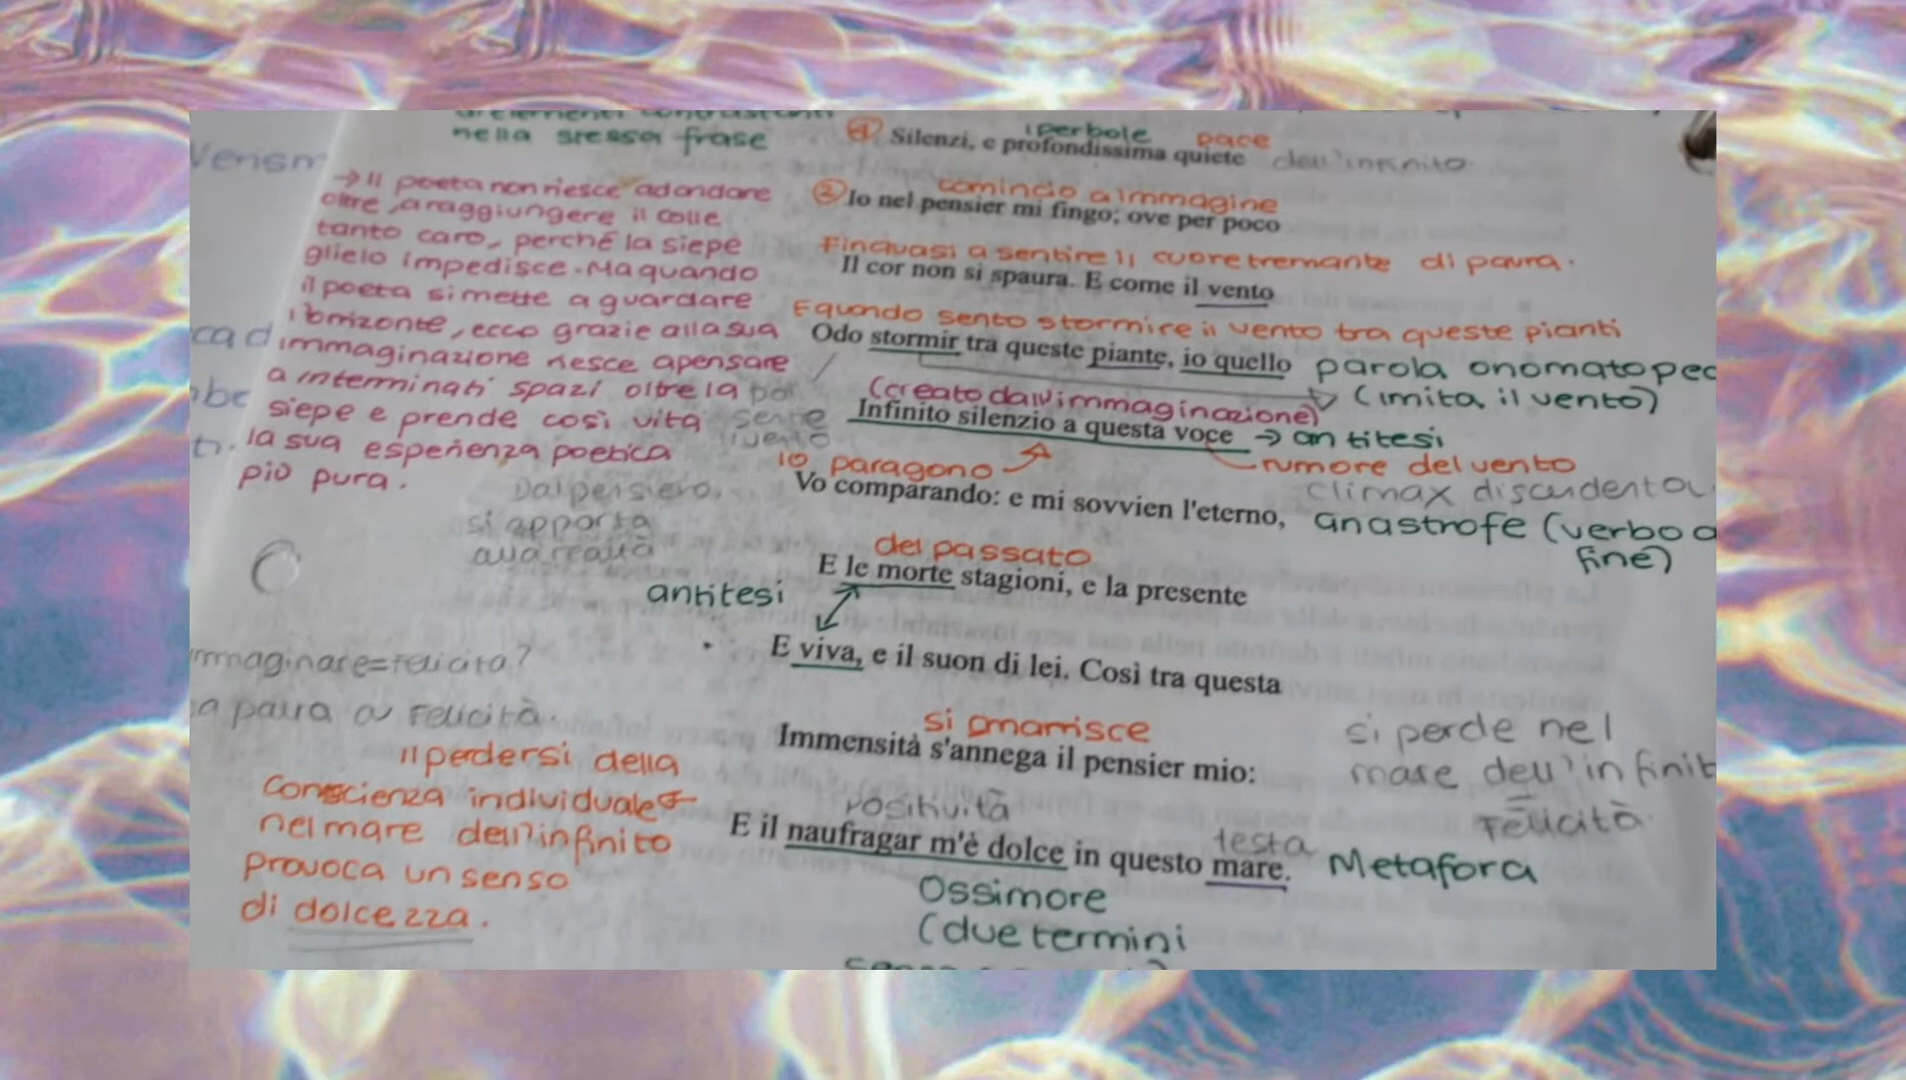 nella stessa frase
iperbole pace
① Silenzi, e profondissima quiete dell'infinito
Verism
→ Il poeta non riesce ad andare
oltre, a raggiungere il colle
tanto caro, perché la siepe
glielo impedisce. Ma quando
il poeta si mette a guardare
l'orizzonte, ecco grazie alla sua
immaginazione riesce a pensare
a interminati spazi oltre la
siepe e prende così vita
la sua esperienza poetica
più pura.
comincio a immagine
② Io nel pensier mi fingo; ove per poco
Fin quasi a sentire il cuore tremante di paura.
Il cor non si spaura. E come il vento
E quando sento stormire il vento tra queste pianti
Odo stormir tra queste piante, io quello
parola onomatopeo
(imita il vento)
(creato dall'immaginazione)
Infinito silenzio a questa voce → antitesi
io paragono
rumore del vento
Vo comparando: e mi sovvien l'eterno,
climax discendente
anastrofe (verbo a
fine)
Dal pensiero,
si apporta
alla realtà
del passato
E le morte stagioni, e la presente
antitesi
E viva, e il suon di lei. Così tra questa
mmaginare=felicità?
a paura a felicità.
si smarrisce
Immensità s'annega il pensier mio:
si perde nel
mare dell'infinit
=
Felicità
Il perdersi della
conscienza individuale
nel mare dell'infinito
provoca un senso
di dolcezza.
Positività
testa
E il naufragar m'è dolce in questo mare.
Metafora
Ossimore
(due termini